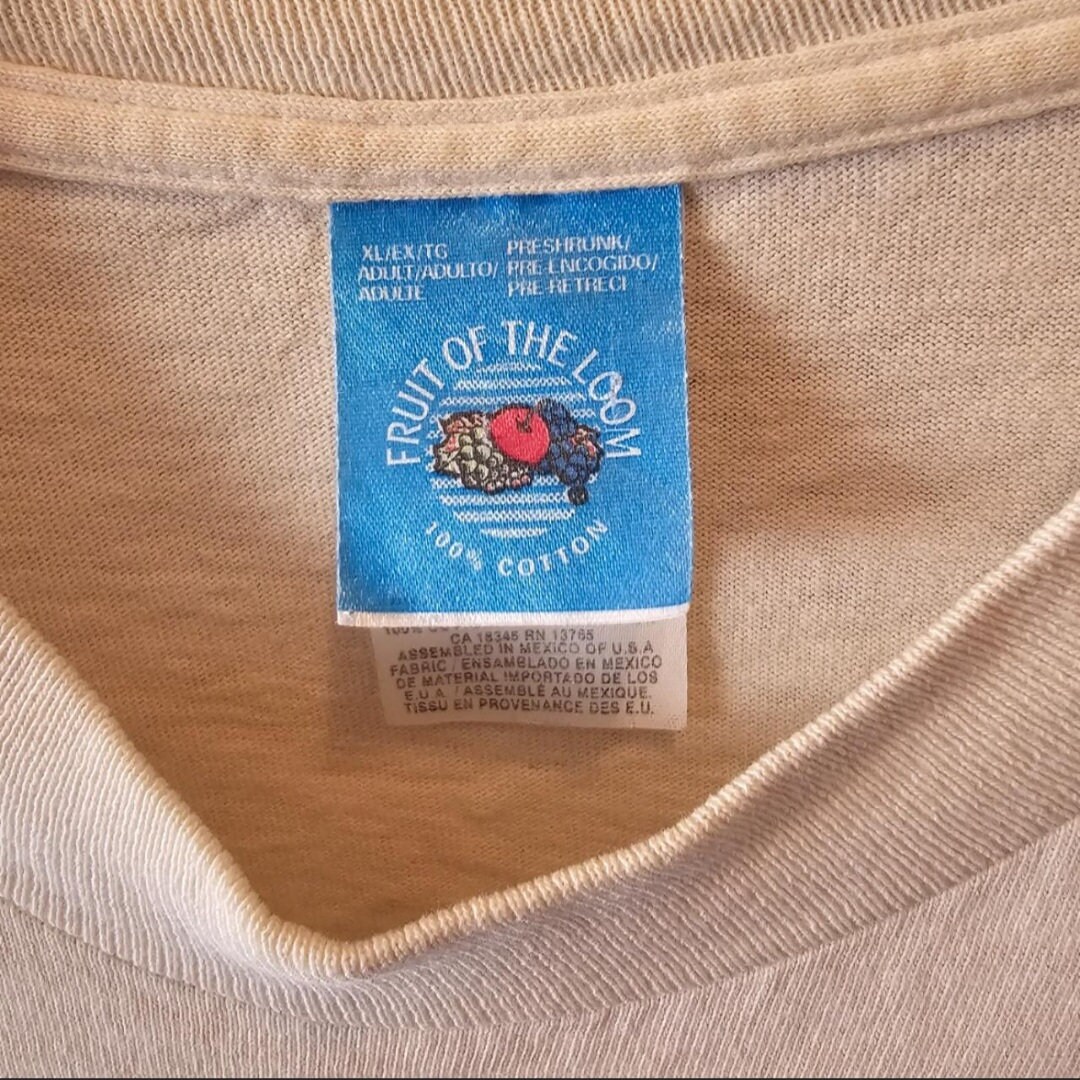 XL/EX/TG
ADULT/ADULTO/
ADULTE
PRESHRUNK/
PRE-ENCOGIDO/
PRE-RETRECI
FRUIT OF THE LOOM
100% COTTON
100%
CA 18345 RN 13765
ASSEMBLED IN MEXICO OF U.S.A
FABRIC / ENSAMBLADO EN MEXICO
DE MATERIAL IMPORTADO DE LOS
E.U.A. / ASSEMBLÉ AU MEXIQUE.
TISSU EN PROVENANCE DES E.U.